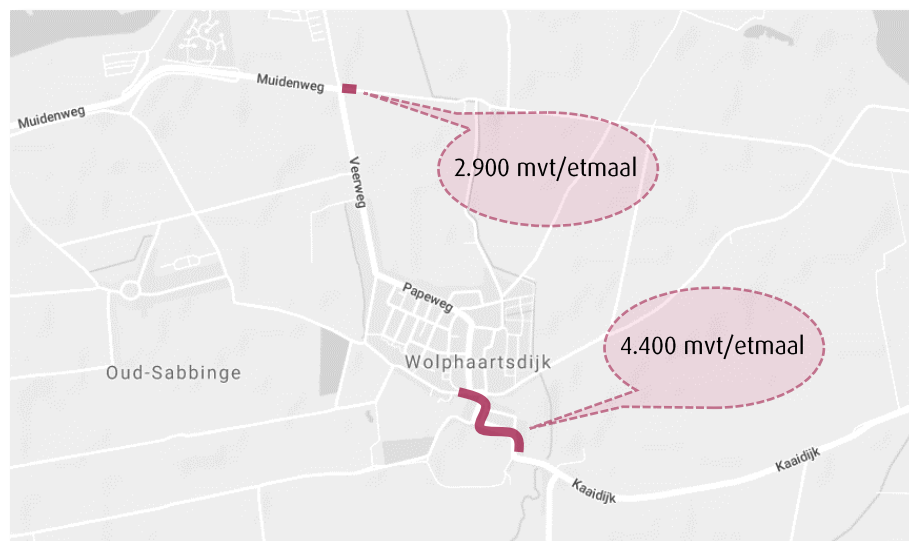 Muidenweg
Muidenweg
2.900 mvt/etmaal
Veerweg
Papeweg
4.400 mvt/etmaal
Wolphaartsdijk
Oud-Sabbinge
Kaaidijk
Kaaidijk